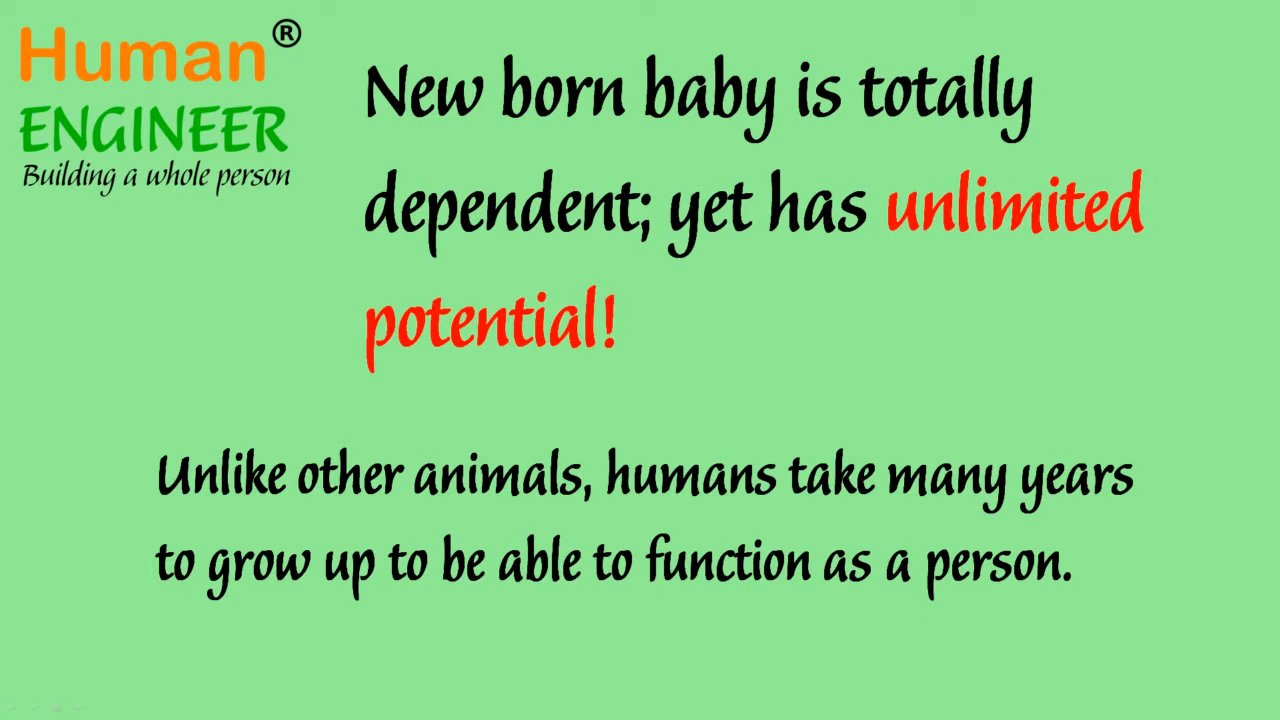 Human®
ENGINEER
Building a whole person
New born baby is totally
dependent; yet has unlimited
potential!
Unlike other animals, humans take many years
to grow up to be able to function as a person.